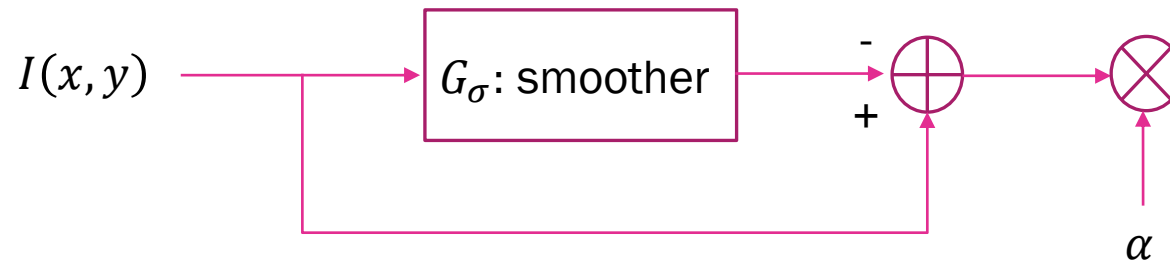 I(x, y)
G_σ: smoother
-
+
α